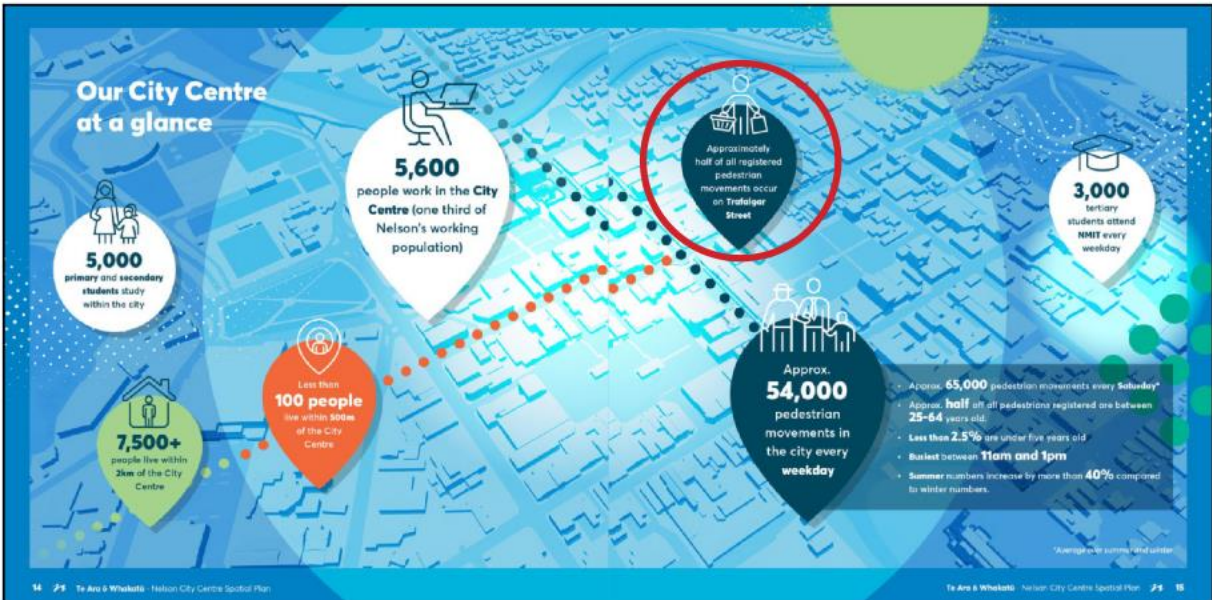 Our City Centre
at a glance
5,600
people work in the City
Centre (one third of
Nelson's working
population)
Approximately
half of all registered
pedestrian
movements occur
on Trafalgar
Street
3,000
tertiary
students attend
NMIT every
weekday
5,000
primary and secondary
students study
within the city
Less than
100 people
live within 500m
of the City
Centre
7,500+
people live within
2km of the City
Centre
Approx.
54,000
pedestrian
movements in
the city every
weekday
• Approx. 65,000 pedestrian movements every Saturday*
• Approx. half off all pedestrians registered are between
25-64 years old.
• Less than 2.5% are under five years old
• Busiest between 11am and 1pm
• Summer numbers increase by more than 40% compared
to winter numbers.
*Average over summer and winter
14 Te Ara ō Whakatū - Nelson City Centre Spatial Plan
Te Ara ō Whakatū - Nelson City Centre Spatial Plan 15